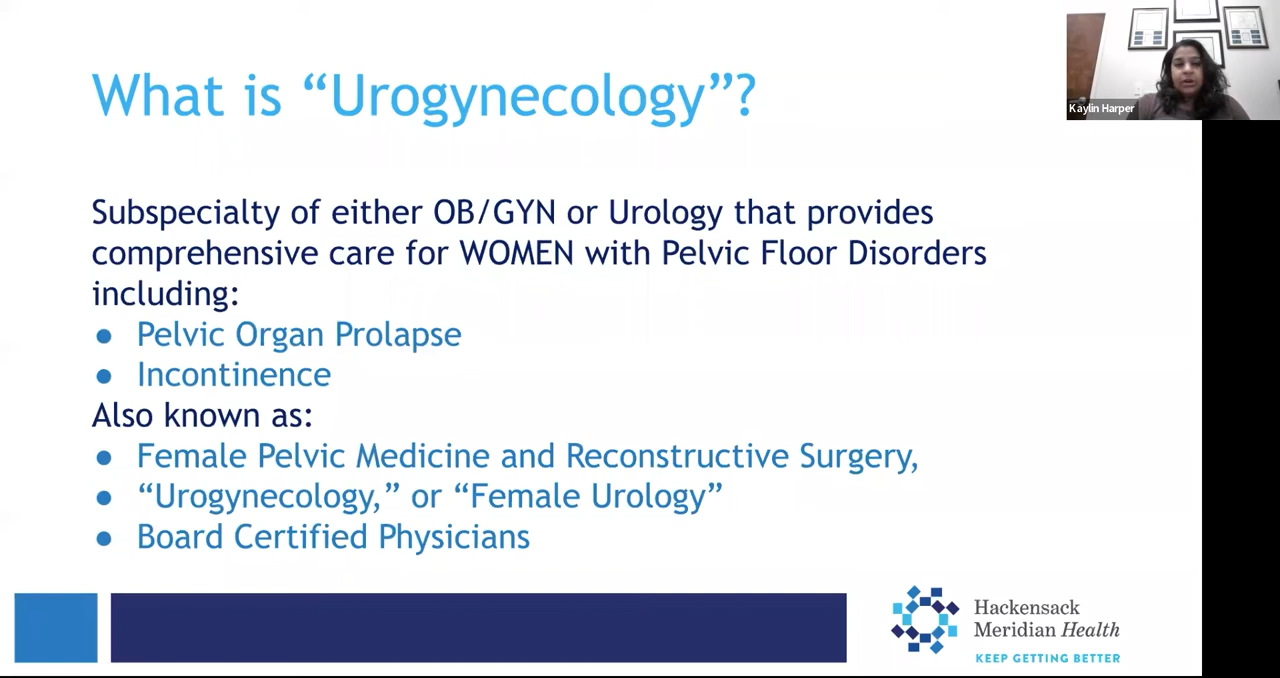 What is “Urogynecology”?
Kaylin Harper
Subspecialty of either OB/GYN or Urology that provides
comprehensive care for WOMEN with Pelvic Floor Disorders
including:
● Pelvic Organ Prolapse
● Incontinence
Also known as:
● Female Pelvic Medicine and Reconstructive Surgery,
● “Urogynecology,” or “Female Urology”
● Board Certified Physicians
Hackensack
Meridian Health
KEEP GETTING BETTER